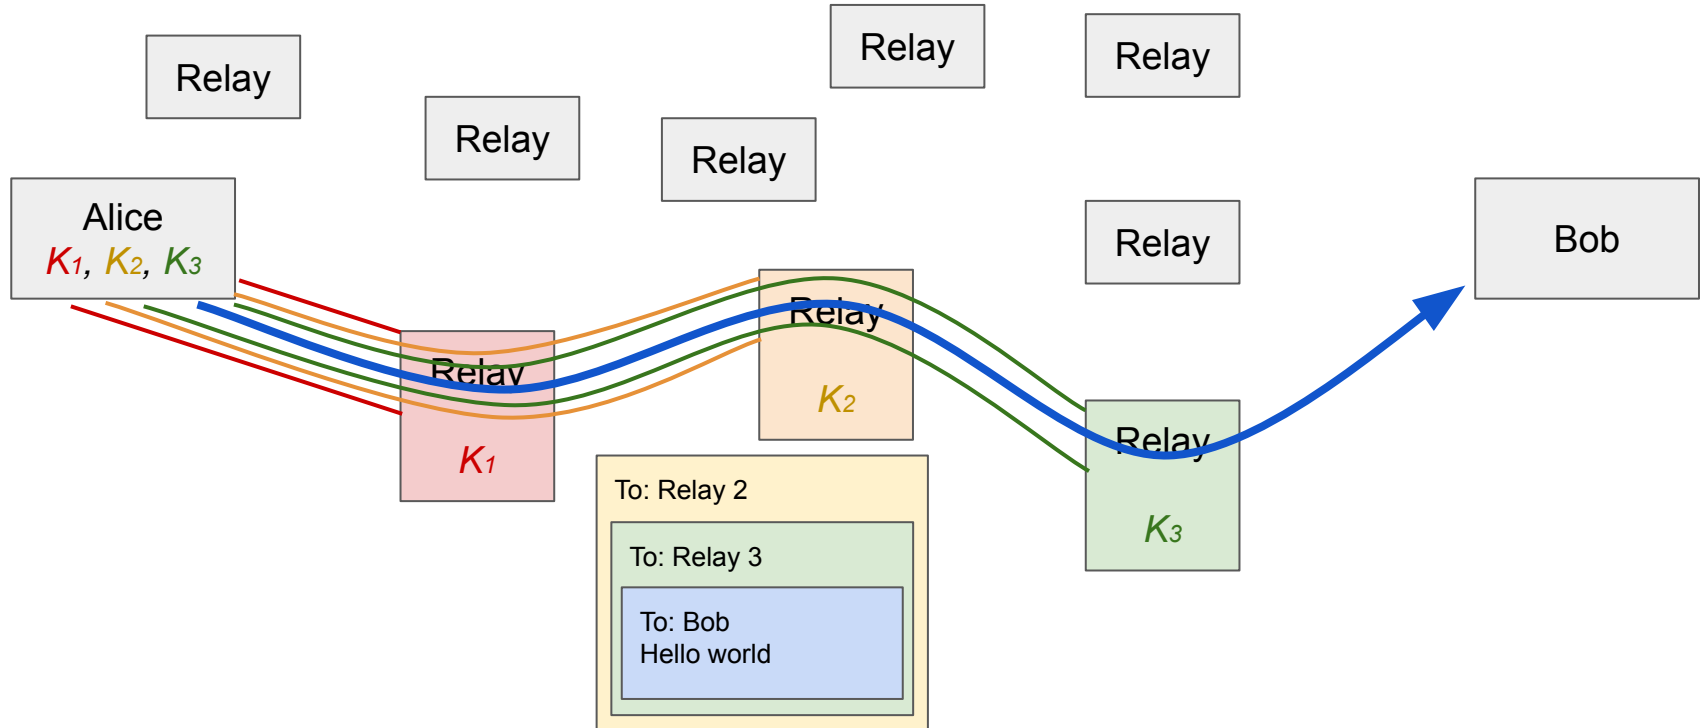 Relay
Relay
Relay
Relay
Relay
Relay
Alice
K1, K2, K3
Bob
Relay
K1
Relay
K2
Relay
K3
To: Relay 2
To: Relay 3
To: Bob
Hello world